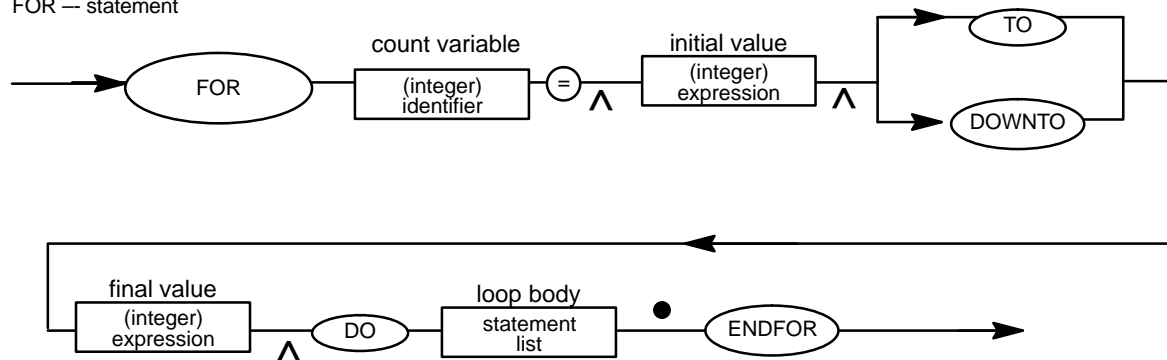 FOR –- statement
count variable
initial value
FOR
(integer)
identifier
=
^
(integer)
expression
^
TO
DOWNTO
final value
loop body
(integer)
expression
^
DO
statement
list
ENDFOR